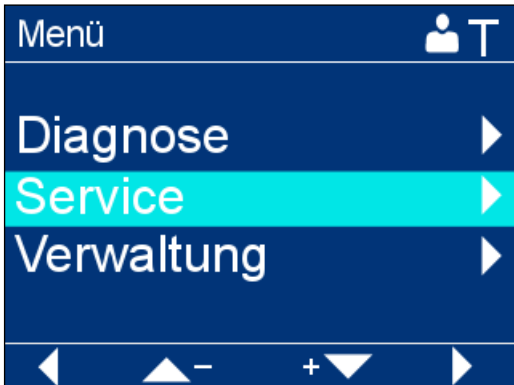 Menü T
Diagnose
Service
Verwaltung
- +